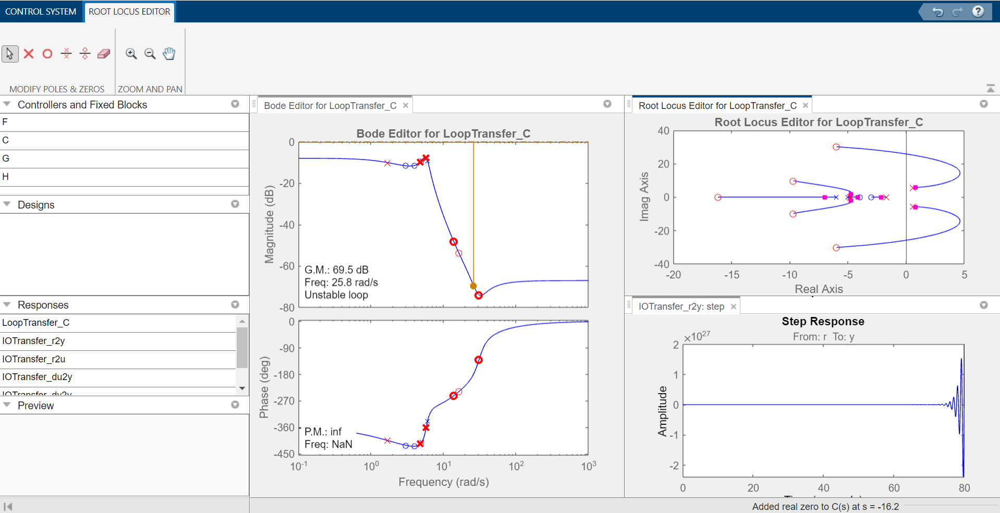 CONTROL SYSTEM
ROOT LOCUS EDITOR
MODIFY POLES & ZEROS
ZOOM AND PAN
Controllers and Fixed Blocks
F
C
G
H
Designs
Responses
LoopTransfer_C
IOTransfer_r2y
IOTransfer_r2u
IOTransfer_du2y
IOTransfer_dy2y
Preview
Bode Editor for LoopTransfer_C
Bode Editor for LoopTransfer_C
Magnitude (dB)
0
-20
-40
-60
-80
G.M.: 69.5 dB
Freq: 25.8 rad/s
Unstable loop
Phase (deg)
0
-90
-180
-270
-360
-450
P.M.: inf
Freq: NaN
10^-1
10^0
10^1
10^2
10^3
Frequency (rad/s)
Root Locus Editor for LoopTransfer_C
Root Locus Editor for LoopTransfer_C
Imag Axis
40
20
0
-20
-40
-20
-15
-10
-5
0
5
Real Axis
IOTransfer_r2y: step
Step Response
From: r To: y
×10^27
Amplitude
2
1
0
-1
-2
0
20
40
60
80
Added real zero to C(s) at s = -16.2